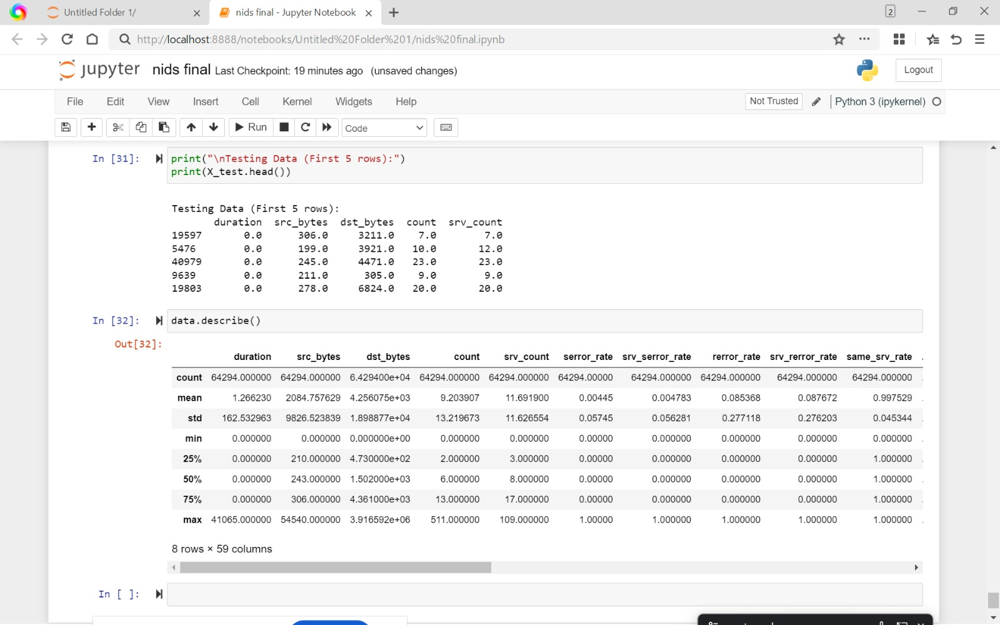 Untitled Folder 1/
nids final - Jupyter Notebook
2
http://localhost:8888/notebooks/Untitled%20Folder%201/nids%20final.ipynb
jupyter nids final Last Checkpoint: 19 minutes ago (unsaved changes)
Logout
File Edit View Insert Cell Kernel Widgets Help
Not Trusted
Python 3 (ipykernel)
Run
Code
In [31]: print("\nTesting Data (First 5 rows):")
print(X_test.head())
Testing Data (First 5 rows):
duration src_bytes dst_bytes count srv_count
19597 0.0 306.0 3211.0 7.0 7.0
5476 0.0 199.0 3921.0 10.0 12.0
40979 0.0 245.0 4471.0 23.0 23.0
9639 0.0 211.0 305.0 9.0 9.0
19803 0.0 278.0 6824.0 20.0 20.0
In [32]: data.describe()
Out[32]:
duration src_bytes dst_bytes count srv_count serror_rate srv_serror_rate rerror_rate srv_rerror_rate same_srv_rate .
count 64294.000000 64294.000000 6.429400e+04 64294.000000 64294.000000 64294.00000 64294.000000 64294.000000 64294.000000 64294.000000 .
mean 1.266230 2084.757629 4.256075e+03 9.203907 11.691900 0.00445 0.004783 0.085368 0.087672 0.997529 .
std 162.532963 9826.523839 1.898877e+04 13.219673 11.626554 0.05745 0.056281 0.277118 0.276203 0.045344 .
min 0.000000 0.000000 0.000000e+00 0.000000 0.000000 0.00000 0.000000 0.000000 0.000000 0.000000 .
25% 0.000000 210.000000 4.730000e+02 2.000000 3.000000 0.00000 0.000000 0.000000 0.000000 1.000000 .
50% 0.000000 243.000000 1.502000e+03 6.000000 8.000000 0.00000 0.000000 0.000000 0.000000 1.000000 .
75% 0.000000 306.000000 4.361000e+03 13.000000 17.000000 0.00000 0.000000 0.000000 0.000000 1.000000 .
max 41065.000000 54540.000000 3.916592e+06 511.000000 109.000000 1.00000 1.000000 1.000000 1.000000 1.000000 .
8 rows × 59 columns
In [ ]: